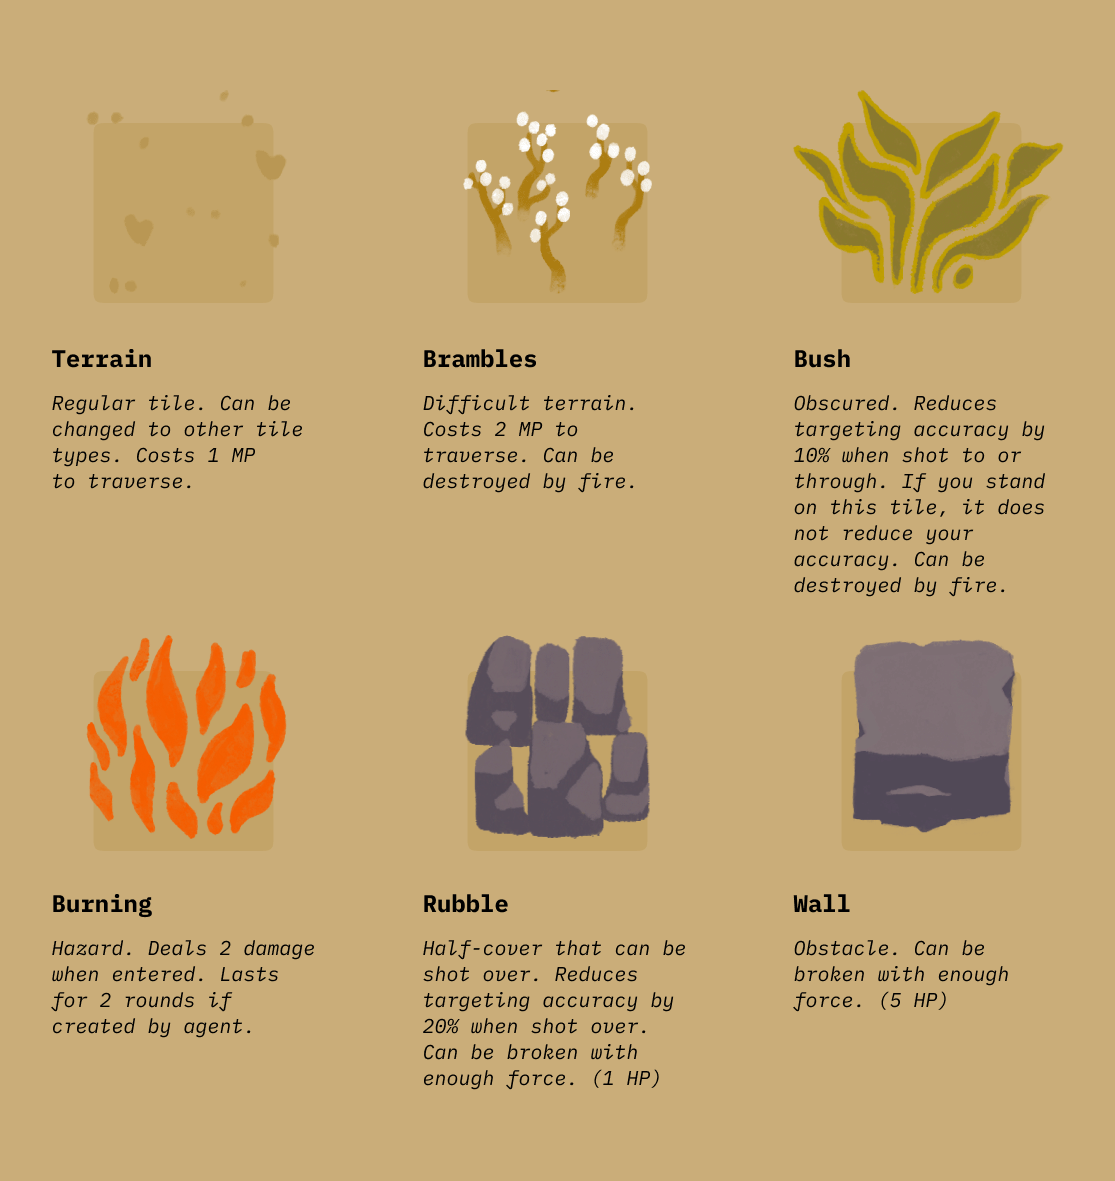 Terrain
Regular tile. Can be
changed to other tile
types. Costs 1 MP
to traverse.
Brambles
Difficult terrain.
Costs 2 MP to
traverse. Can be
destroyed by fire.
Bush
Obscured. Reduces
targeting accuracy by
10% when shot to or
through. If you stand
on this tile, it does
not reduce your
accuracy. Can be
destroyed by fire.
Burning
Hazard. Deals 2 damage
when entered. Lasts
for 2 rounds if
created by agent.
Rubble
Half-cover that can be
shot over. Reduces
targeting accuracy by
20% when shot over.
Can be broken with
enough force. (1 HP)
Wall
Obstacle. Can be
broken with enough
force. (5 HP)